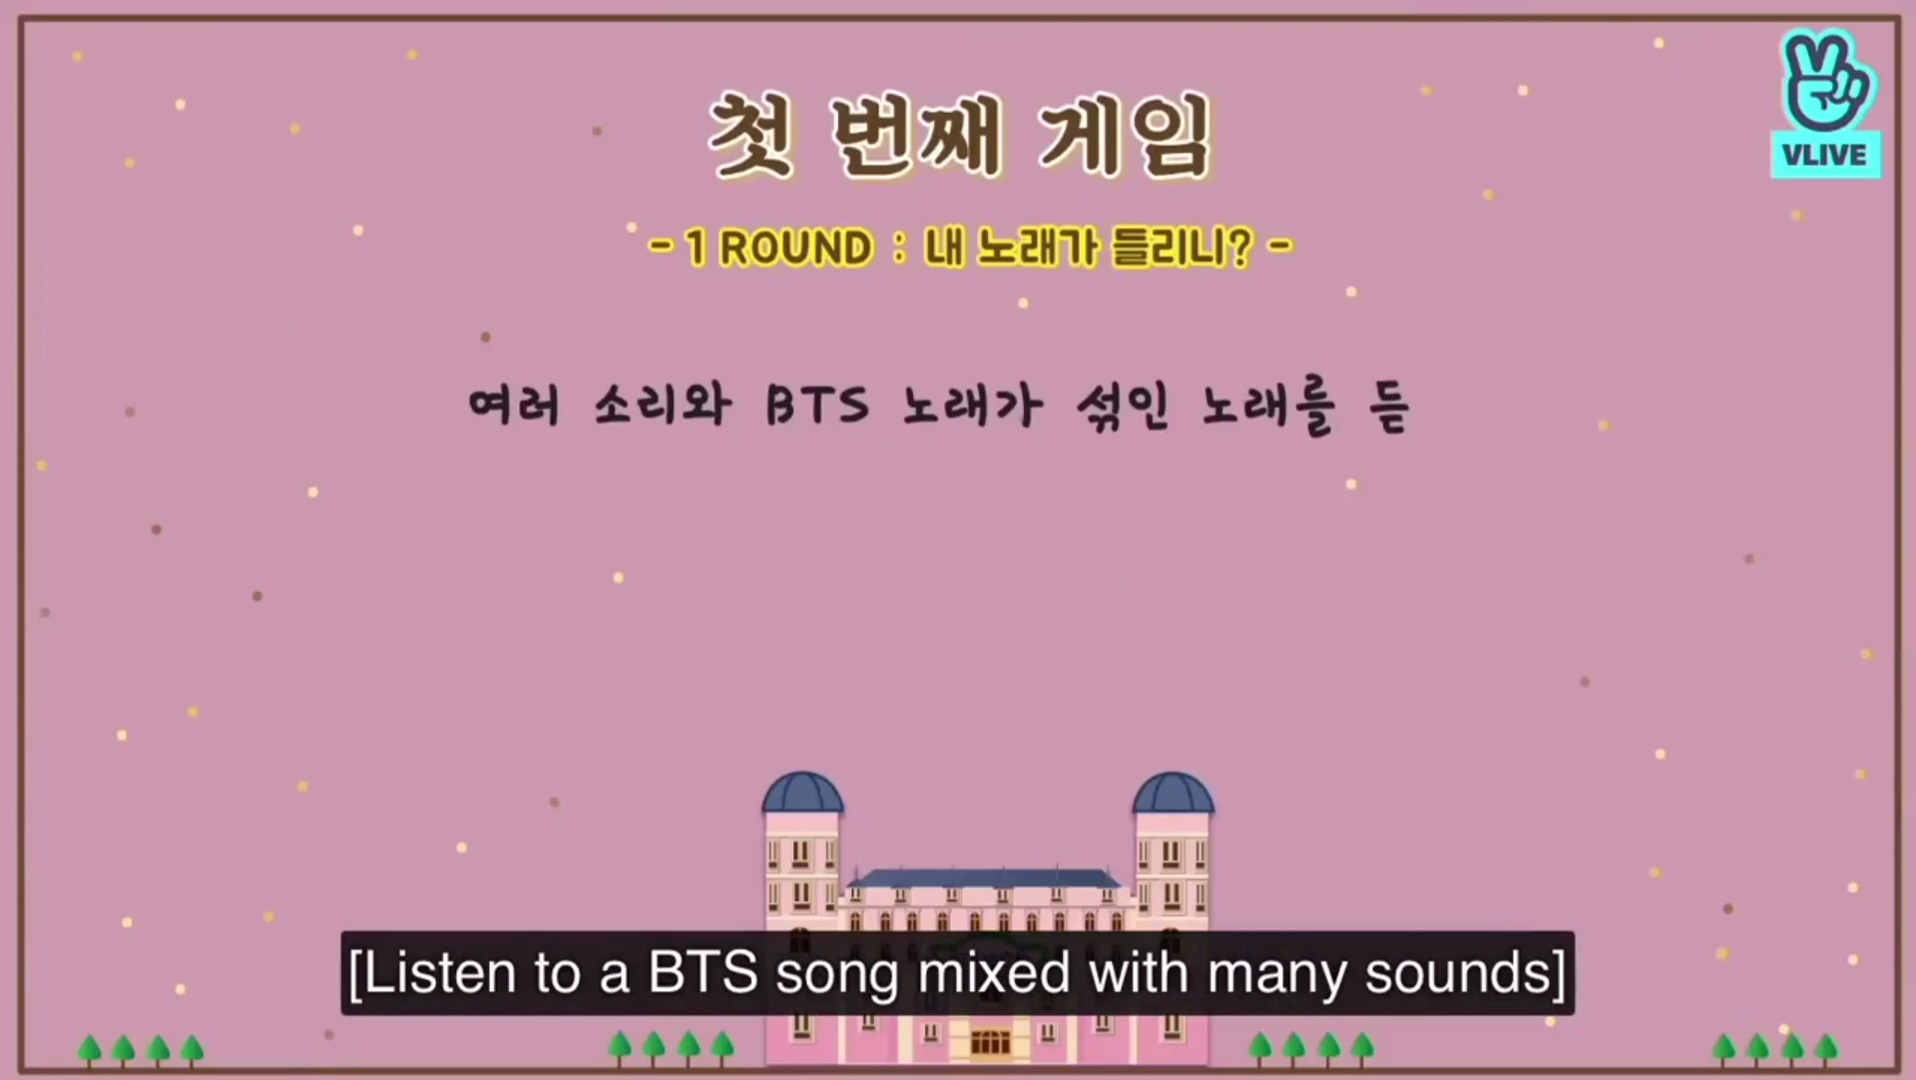 첫 번째 게임
VLIVE
- 1 ROUND : 내 노래가 들리니? -
여러 소리와 BTS 노래가 섞인 노래를 듣
[Listen to a BTS song mixed with many sounds]